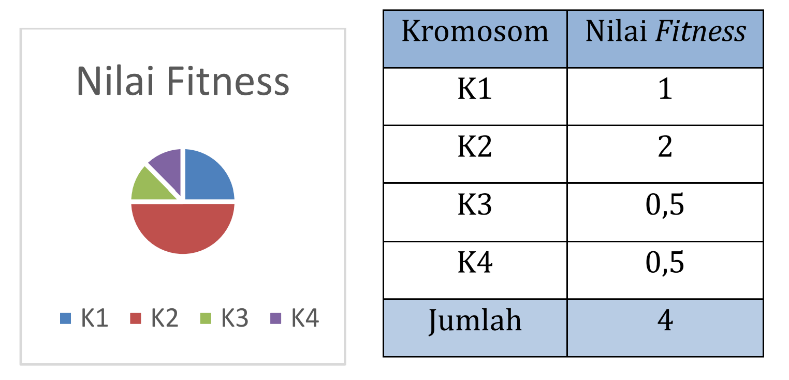 Nilai Fitness
K1 K2 K3 K4
Kromosom Nilai Fitness
K1 1
K2 2
K3 0,5
K4 0,5
Jumlah 4